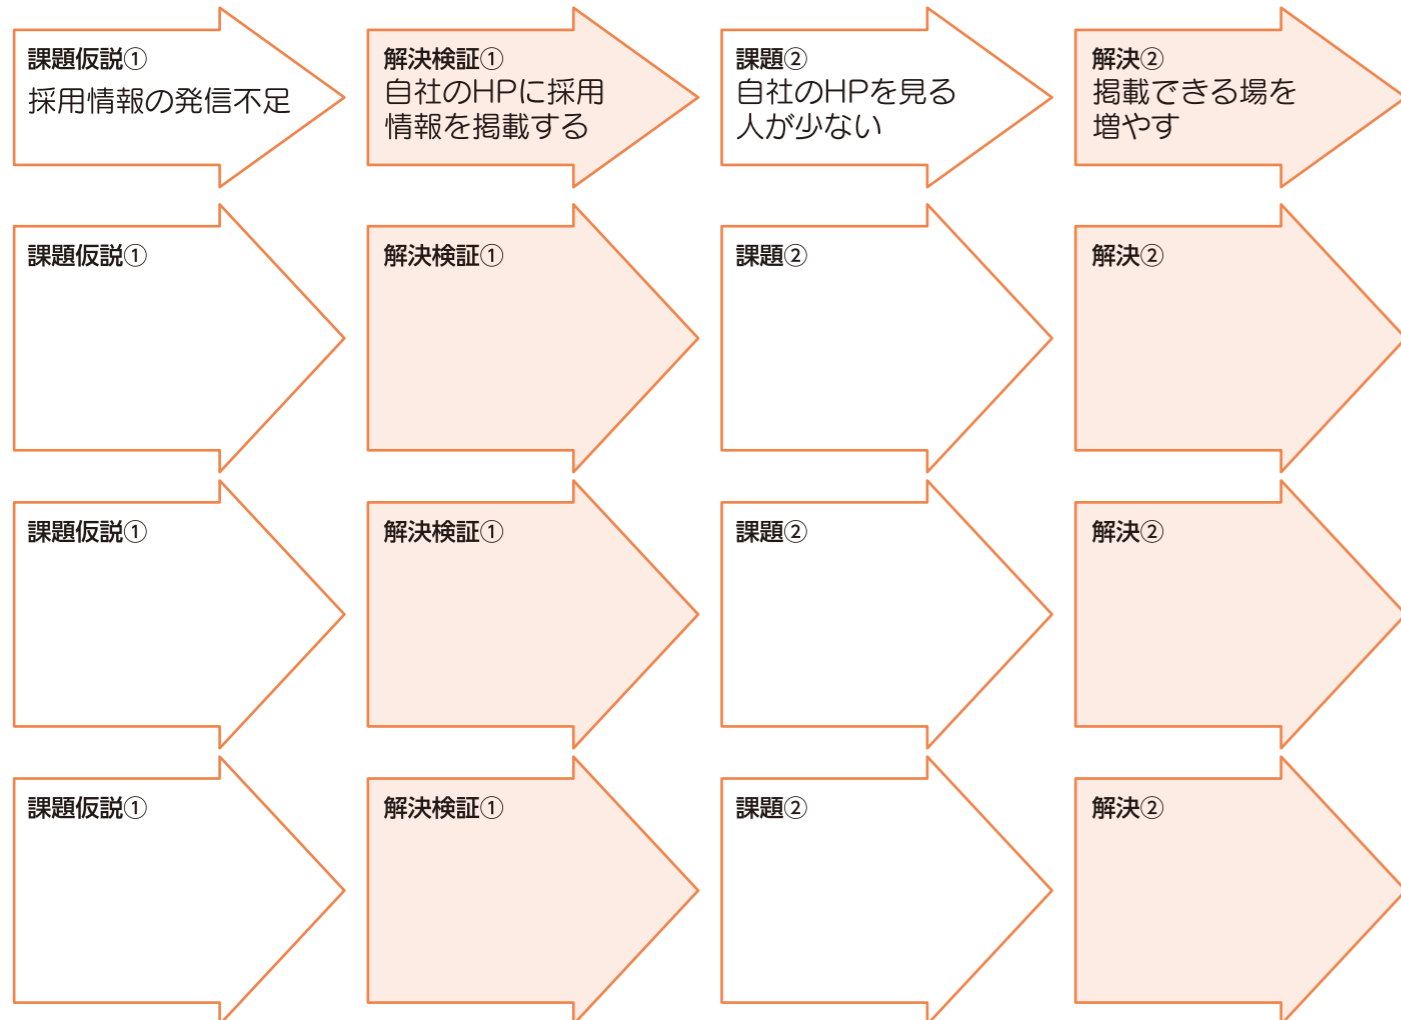 課題仮説①
採用情報の発信不足
解決検証①
自社のHPに採用
情報を掲載する
課題②
自社のHPを見る
人が少ない
解決②
掲載できる場を
増やす
課題仮説①
解決検証①
課題②
解決②
課題仮説①
解決検証①
課題②
解決②
課題仮説①
解決検証①
課題②
解決②